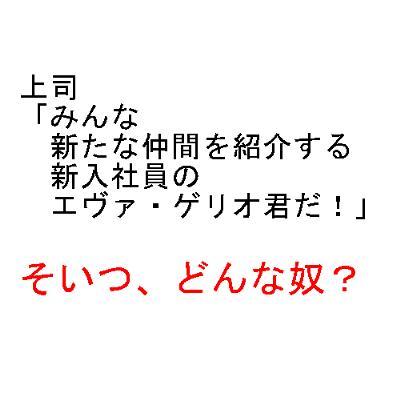 上司
「みんな
新たな仲間を紹介する
新入社員の
エヴァ・ゲリオ君だ！」
そいつ、どんな奴？